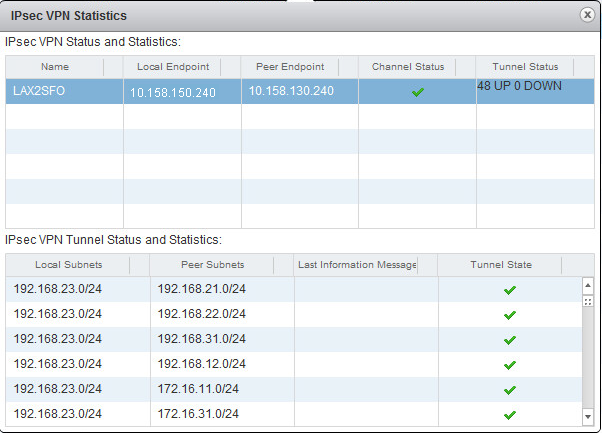 IPsec VPN Statistics
IPsec VPN Status and Statistics:
Name Local Endpoint Peer Endpoint Channel Status Tunnel Status
LAX2SFO 10.158.150.240 10.158.130.240 48 UP 0 DOWN
IPsec VPN Tunnel Status and Statistics:
Local Subnets Peer Subnets Last Information Message Tunnel State
192.168.23.0/24 192.168.21.0/24
192.168.23.0/24 192.168.22.0/24
192.168.23.0/24 192.168.31.0/24
192.168.23.0/24 192.168.12.0/24
192.168.23.0/24 172.16.11.0/24
192.168.23.0/24 172.16.31.0/24